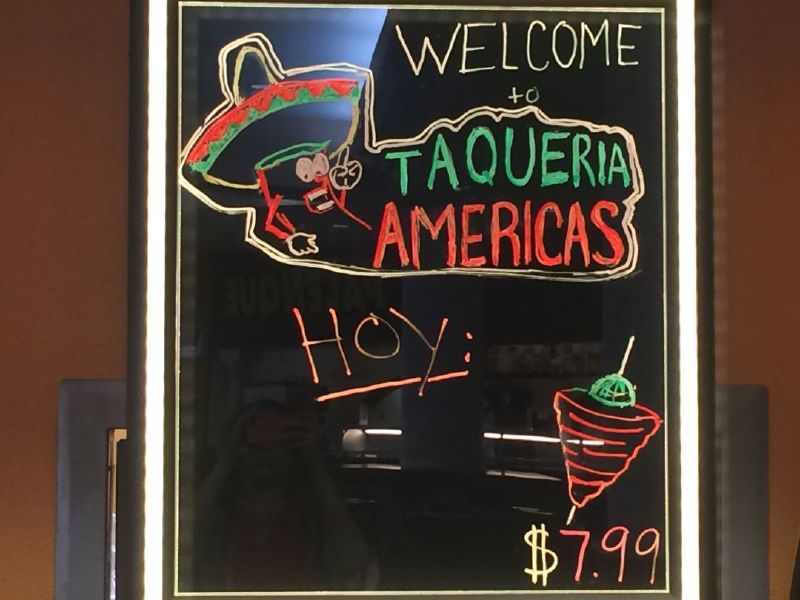 WELCOME
to
TAQUERIA
AMERICAS
HOY:
$7.99